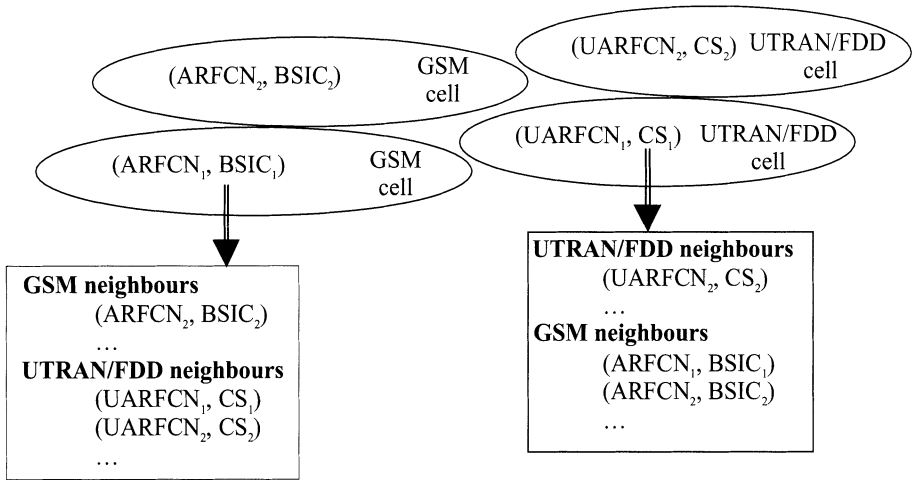 (ARFCN₂, BSIC₂) GSM
cell
(UARFCN₂, CS₂) UTRAN/FDD
cell
(ARFCN₁, BSIC₁) GSM
cell
(UARFCN₁, CS₁) UTRAN/FDD
cell
GSM neighbours
(ARFCN₂, BSIC₂)
…
UTRAN/FDD neighbours
(UARFCN₁, CS₁)
(UARFCN₂, CS₂)
…
UTRAN/FDD neighbours
(UARFCN₂, CS₂)
…
GSM neighbours
(ARFCN₁, BSIC₁)
(ARFCN₂, BSIC₂)
…